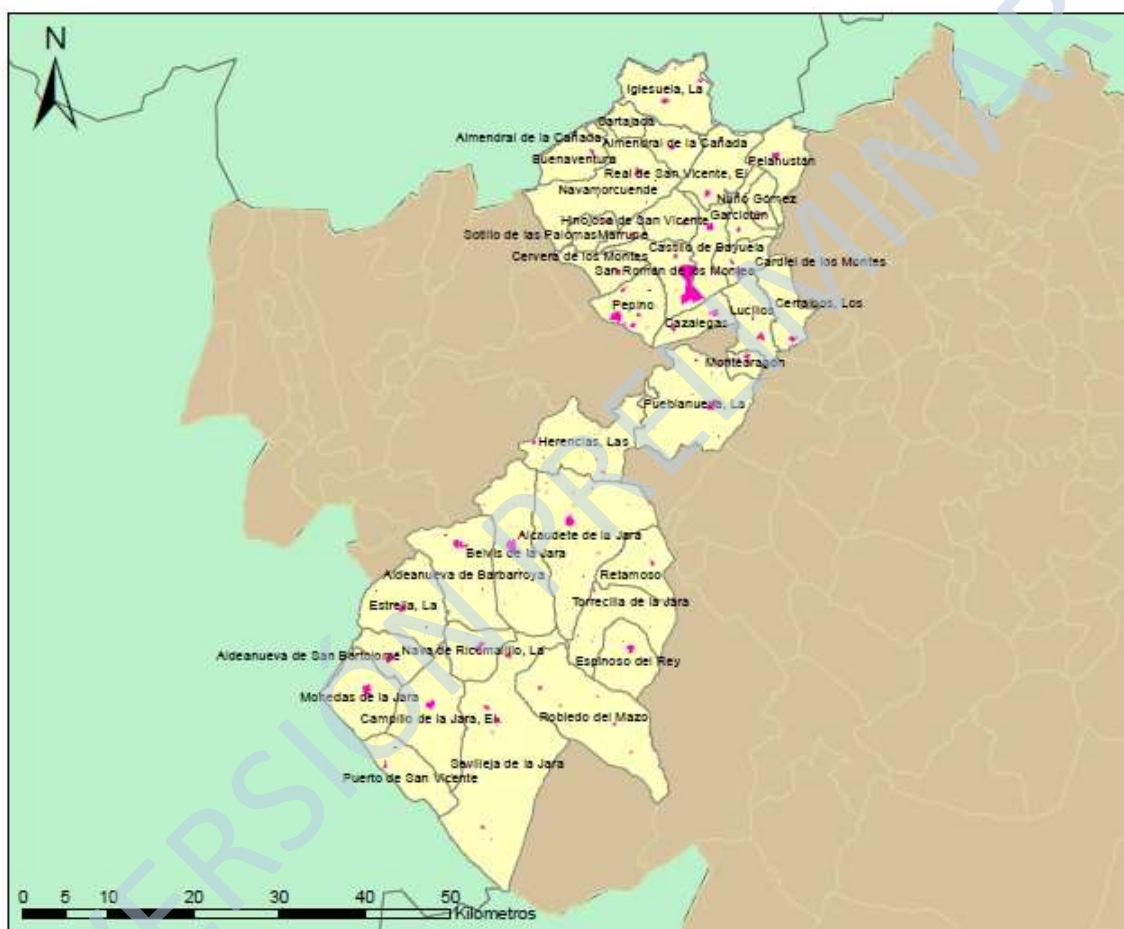 N
Iglesuela, La
Sartajada
Almendral de la Cañada
Almendral de la Cañada
Buenaventura
Pelahustán
Real de San Vicente, El
Navamorcuende
Nuño Gómez
Hinojosa de San Vicente
Garciotún
Sotillo de las Palomas
Marrupe
Castillo de Bayuela
Cervera de los Montes
Cardiel de los Montes
San Román de los Montes
Pepino
Lucillos
Cerralbos, Los
Cazalegas
Montearagón
Pueblanueva, La
Herencias, Las
Alcaudete de la Jara
Belvís de la Jara
Aldeanueva de Barbarroya
Retamoso
Estrella, La
Torrecilla de la Jara
Aldeanueva de San Bartolomé
Nava de Ricomalillo, La
Espinoso del Rey
Mohedas de la Jara
Campillo de la Jara, El
Robledo del Mazo
Sevilleja de la Jara
Puerto de San Vicente
0 5 10 20 30 40 50
Kilometros
VERSIÓN PRELIMINAR